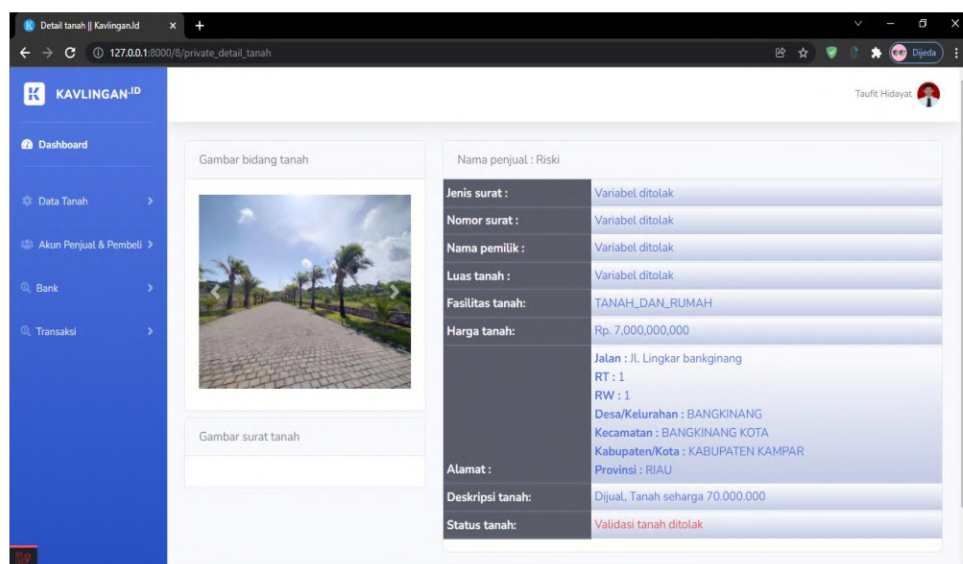 Detail tanah || Kavlingan.Id
127.0.0.1:8000/8/private_detail_tanah
Dijeda
KAVLINGAN.ID
Taufit Hidayat
Dashboard
Data Tanah
Akun Penjual & Pembeli
Bank
Transaksi
Gambar bidang tanah
Gambar surat tanah
Nama penjual : Riski
Jenis surat : Variabel ditolak
Nomor surat : Variabel ditolak
Nama pemilik : Variabel ditolak
Luas tanah : Variabel ditolak
Fasilitas tanah: TANAH_DAN_RUMAH
Harga tanah: Rp. 7,000,000,000
Jalan : Jl. Lingkar bankginang
RT : 1
RW : 1
Desa/Kelurahan : BANGKINANG
Kecamatan : BANGKINANG KOTA
Kabupaten/Kota : KABUPATEN KAMPAR
Alamat : Provinsi : RIAU
Deskripsi tanah: Dijual, Tanah seharga 70.000.000
Status tanah: Validasi tanah ditolak